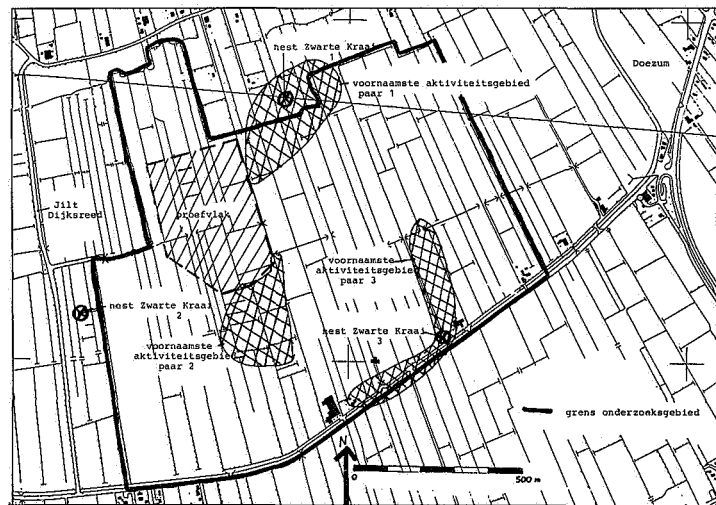 nest Zwarte Kraai
1
voornaamste aktiviteitsgebied
paar 1
Doezum
Jilt
Dijksreed
proefvlak
voornaamste
aktiviteitsgebied
paar 3
nest Zwarte Kraai
2
nest Zwarte Kraai
3
voornaamste
aktiviteitsgebied
paar 2
grens onderzoeksgebied
N
0
500 m